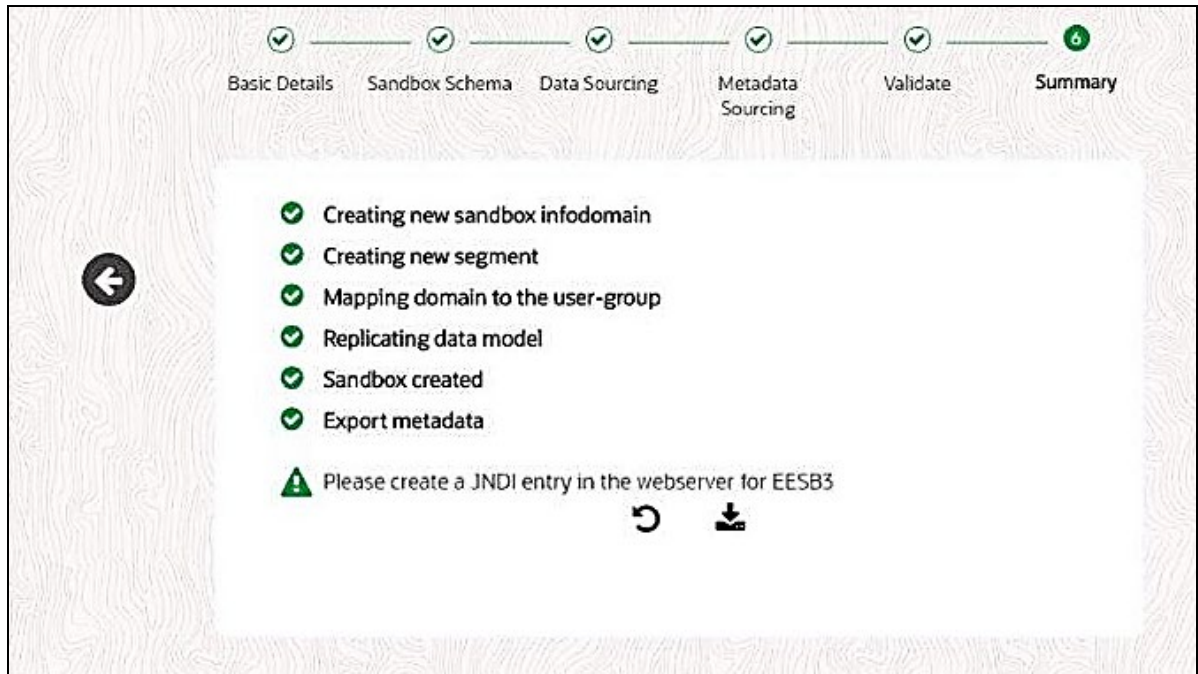 6
Basic Details
Sandbox Schema
Data Sourcing
Metadata
Sourcing
Validate
Summary
Creating new sandbox infodomain
Creating new segment
Mapping domain to the user-group
Replicating data model
Sandbox created
Export metadata
Please create a JNDI entry in the webserver for EESB3